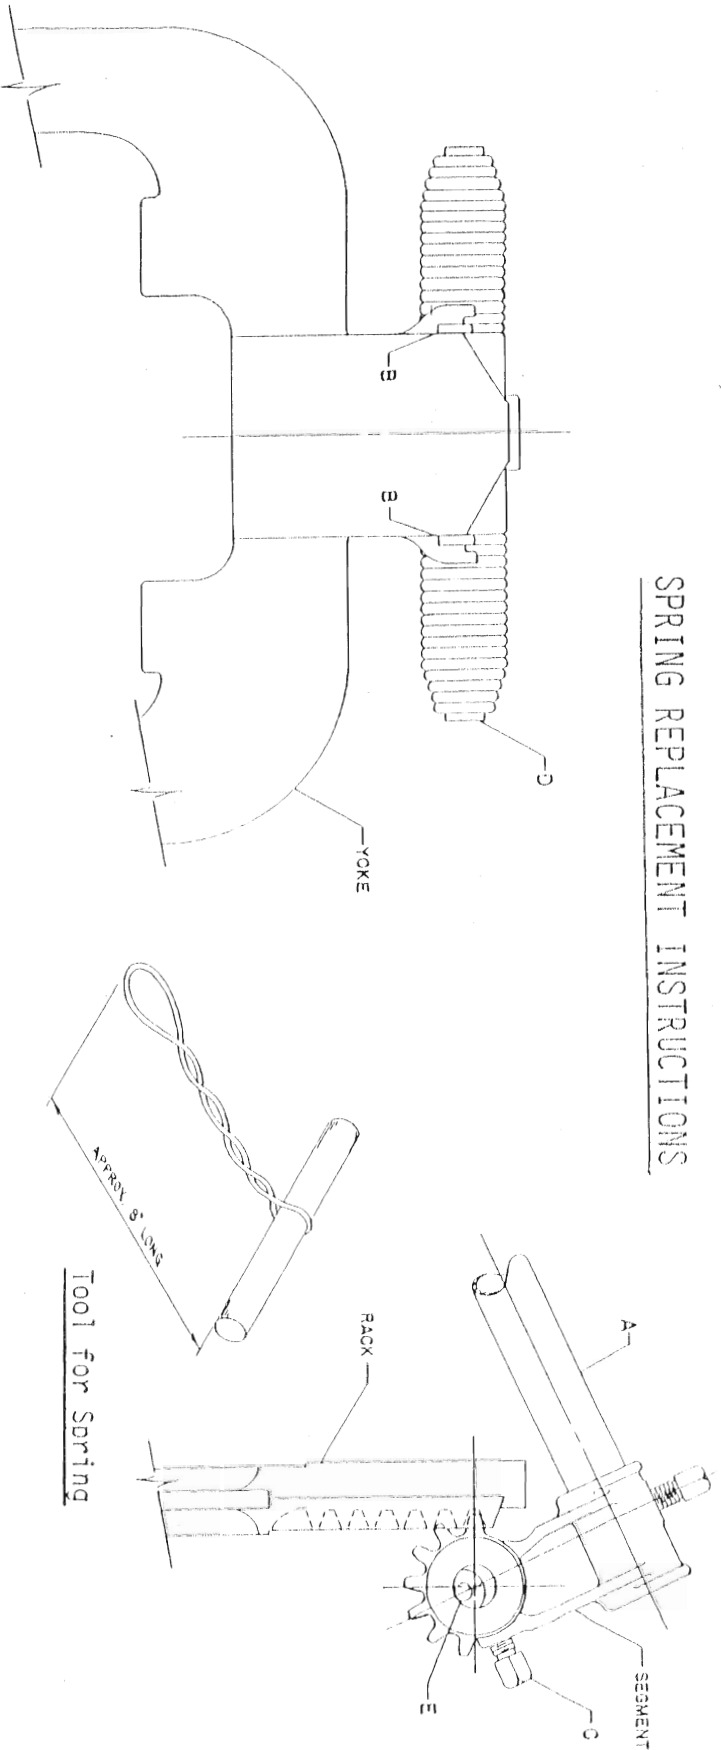 SPRING REPLACEMENT INSTRUCTIONS
B
B
D
YOKE
A
RACK
SEGMENT
C
E
APPROX 8" LONG
Tool for Spring